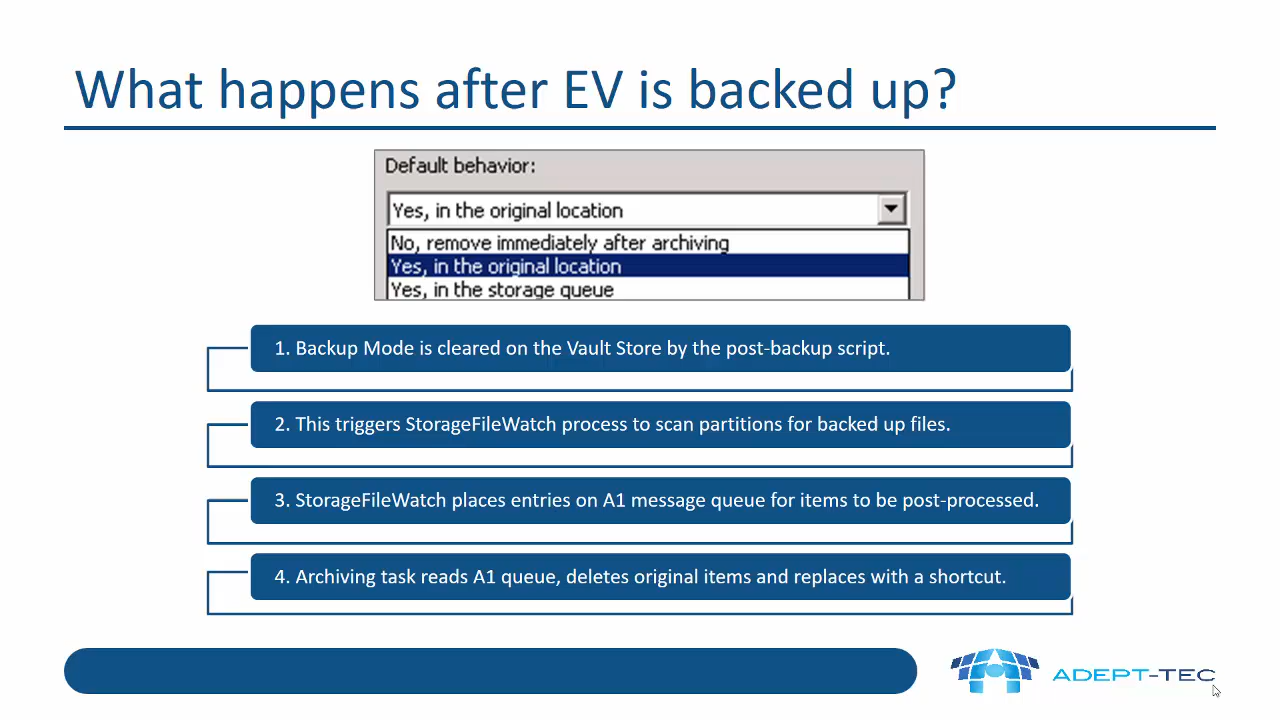 What happens after EV is backed up?
Default behavior:
Yes, in the original location
No, remove immediately after archiving
Yes, in the original location
Yes, in the storage queue
1. Backup Mode is cleared on the Vault Store by the post-backup script.
2. This triggers StorageFileWatch process to scan partitions for backed up files.
3. StorageFileWatch places entries on A1 message queue for items to be post-processed.
4. Archiving task reads A1 queue, deletes original items and replaces with a shortcut.
ADEPT-TEC